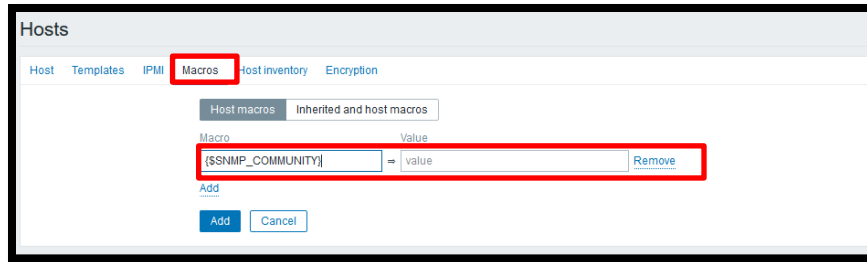 Hosts
Host Templates IPMI Macros Host inventory Encryption
Host macros Inherited and host macros
Macro Value
{$SNMP_COMMUNITY} ⇒ value Remove
Add
Add Cancel